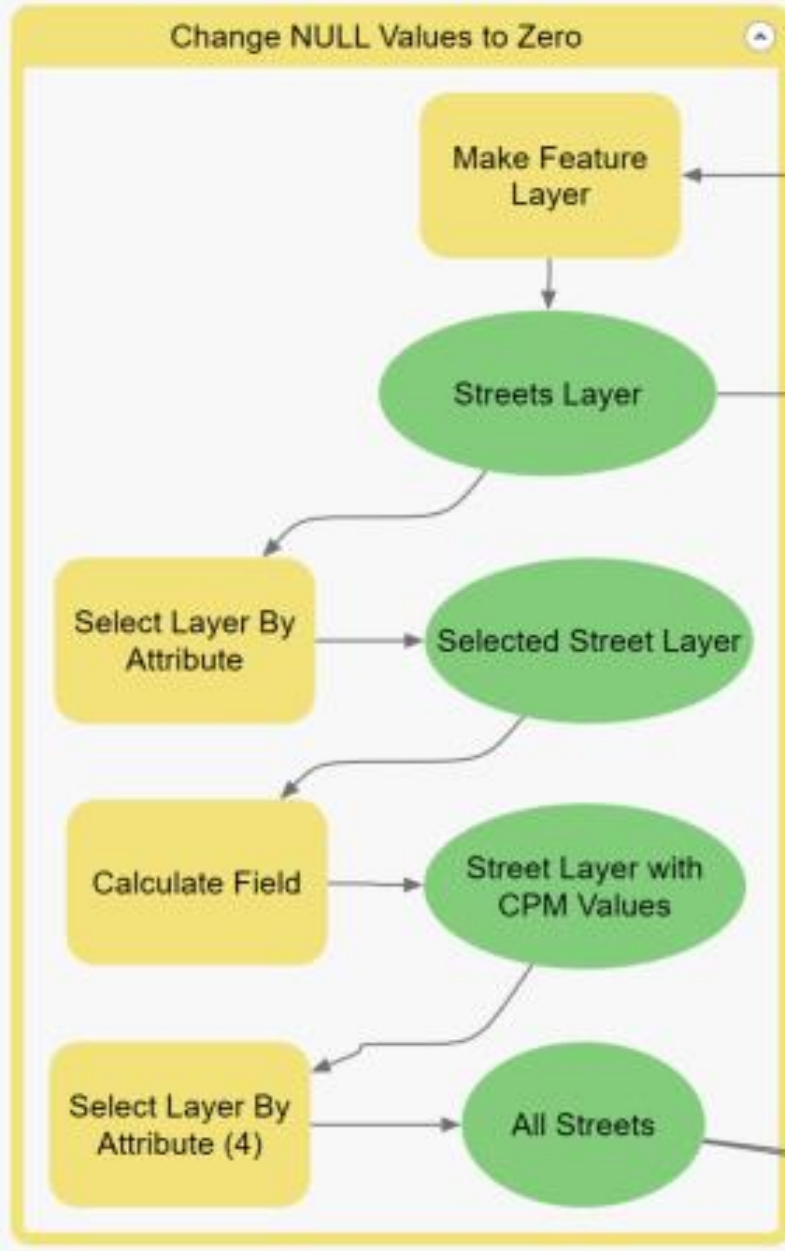 Change NULL Values to Zero
Make Feature
Layer
Streets Layer
Select Layer By
Attribute
Selected Street Layer
Calculate Field
Street Layer with
CPM Values
Select Layer By
Attribute (4)
All Streets